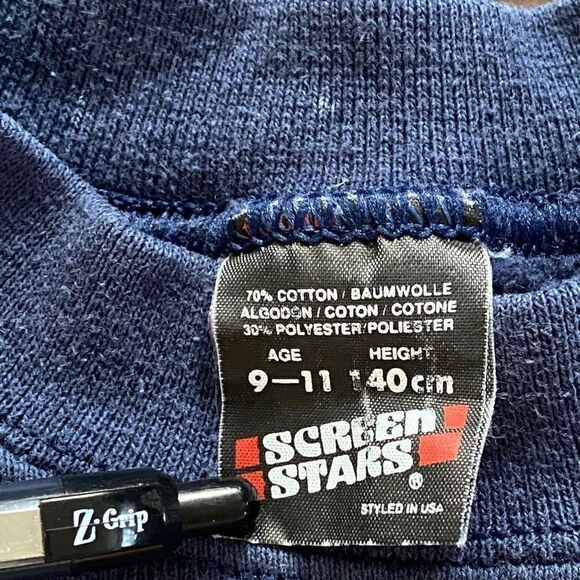 70% COTTON / BAUMWOLLE
ALGODON / COTON / COTONE
30% POLYESTER/POLIESTER
AGE HEIGHT
9–11 140cm
SCREEN
STARS®
STYLED IN USA
Z·Grip